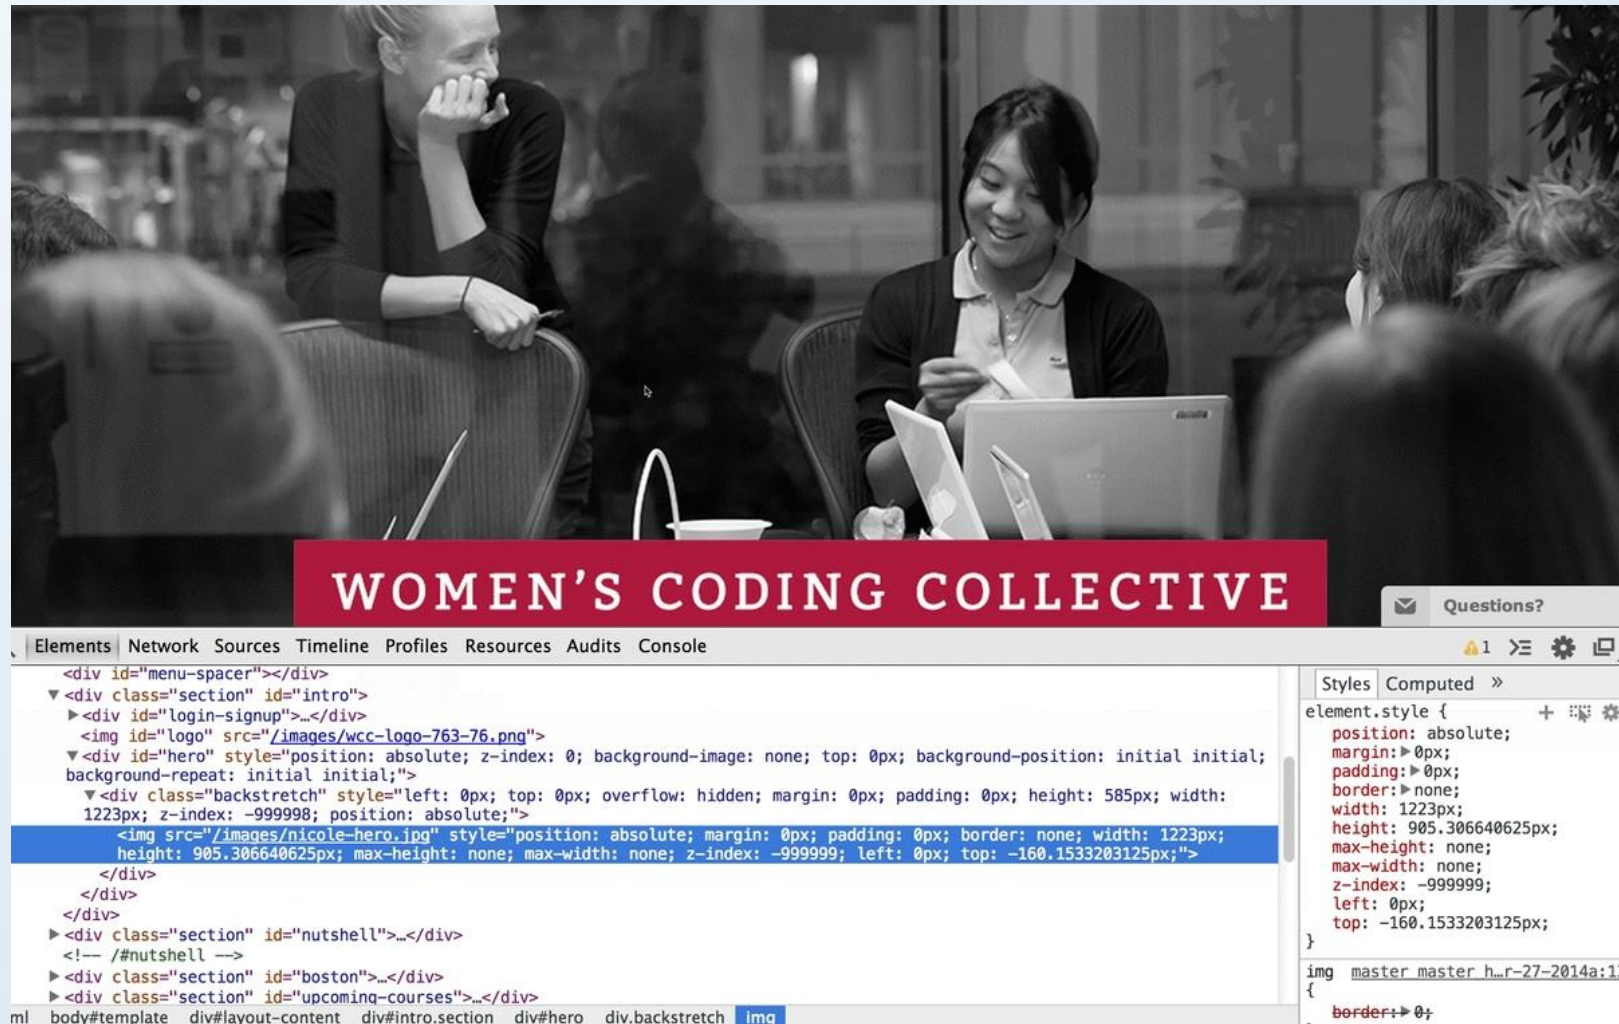 WOMEN’S CODING COLLECTIVE
Questions?
Elements Network Sources Timeline Profiles Resources Audits Console
1
<div id="menu-spacer"></div>
▼<div class="section" id="intro">
▶<div id="login-signup">…</div>
<img id="logo" src="/images/wcc-logo-763-76.png">
▼<div id="hero" style="position: absolute; z-index: 0; background-image: none; top: 0px; background-position: initial initial;
background-repeat: initial initial;">
▼<div class="backstretch" style="left: 0px; top: 0px; overflow: hidden; margin: 0px; padding: 0px; height: 585px; width:
1223px; z-index: -999998; position: absolute;">
<img src="/images/nicole-hero.jpg" style="position: absolute; margin: 0px; padding: 0px; border: none; width: 1223px;
height: 905.306640625px; max-height: none; max-width: none; z-index: -999999; left: 0px; top: -160.1533203125px;">
</div>
</div>
</div>
▶<div class="section" id="nutshell">…</div>
<!-- /#nutshell -->
▶<div class="section" id="boston">…</div>
▶<div class="section" id="upcoming-courses">…</div>
ml body#template div#layout-content div#intro.section div#hero div.backstretch img
Styles Computed »
element.style {
position: absolute;
margin:▶0px;
padding:▶0px;
border:▶none;
width: 1223px;
height: 905.306640625px;
max-height: none;
max-width: none;
z-index: -999999;
left: 0px;
top: -160.1533203125px;
}
img master master h…r-27-2014a:1
{
border:▶0;